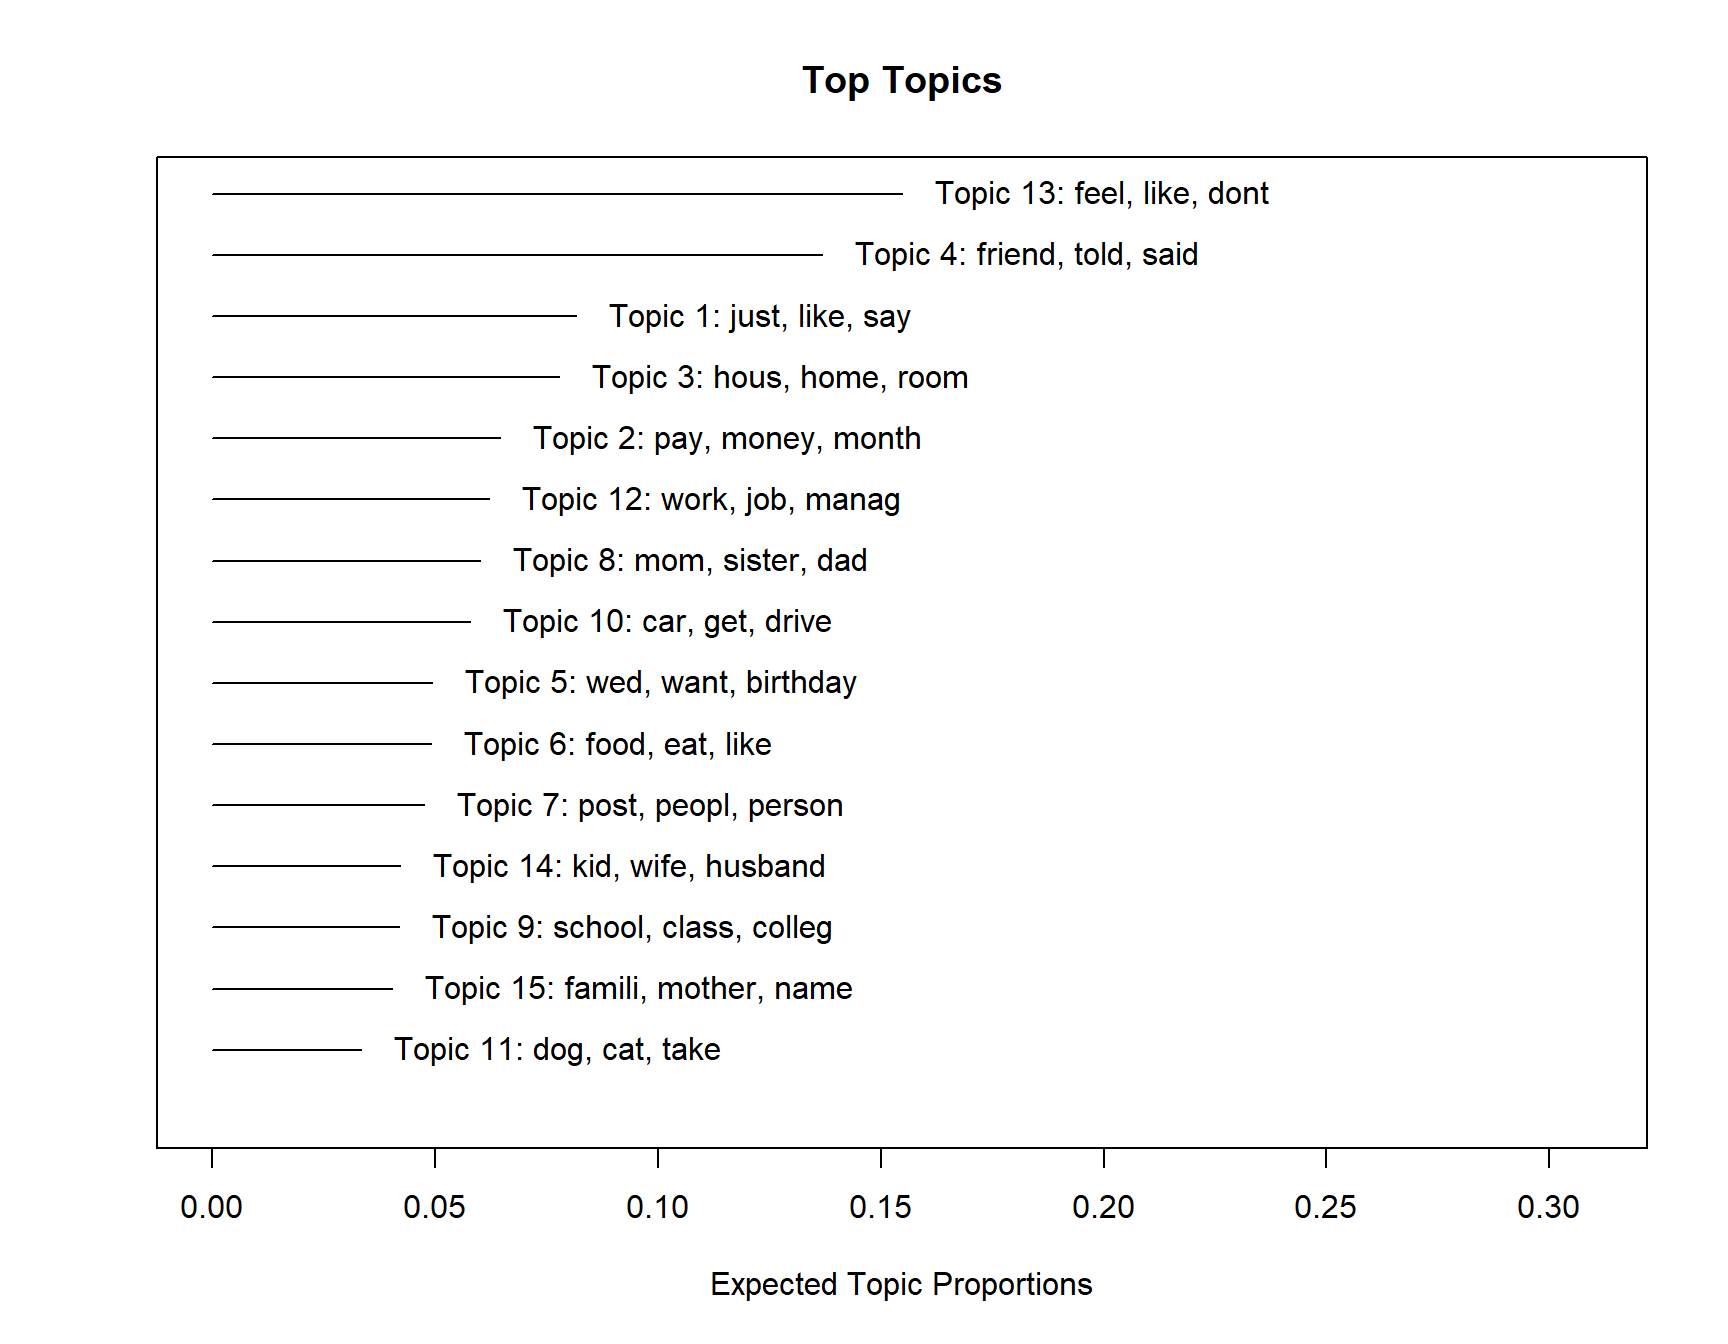 Top Topics
Topic 13: feel, like, dont
Topic 4: friend, told, said
Topic 1: just, like, say
Topic 3: hous, home, room
Topic 2: pay, money, month
Topic 12: work, job, manag
Topic 8: mom, sister, dad
Topic 10: car, get, drive
Topic 5: wed, want, birthday
Topic 6: food, eat, like
Topic 7: post, peopl, person
Topic 14: kid, wife, husband
Topic 9: school, class, colleg
Topic 15: famili, mother, name
Topic 11: dog, cat, take
0.00 0.05 0.10 0.15 0.20 0.25 0.30
Expected Topic Proportions